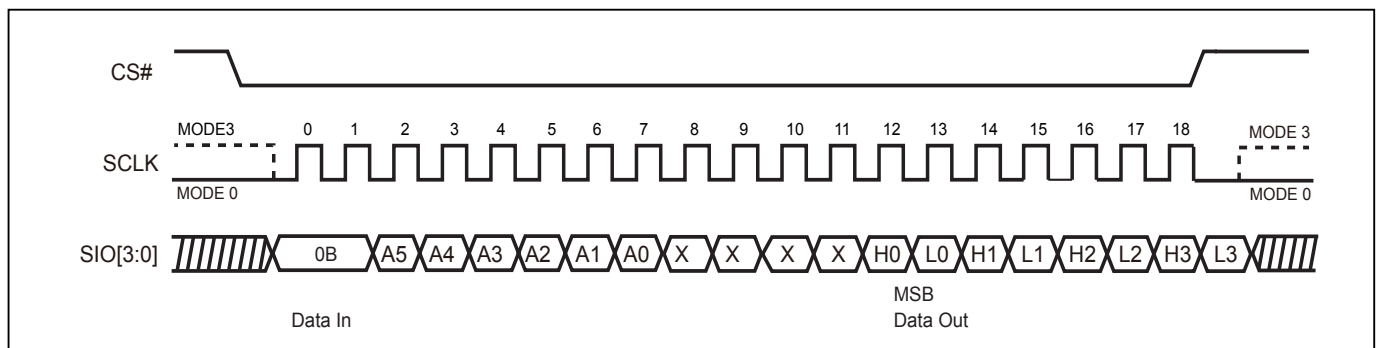 CS#
MODE3 0 1 2 3 4 5 6 7 8 9 10 11 12 13 14 15 16 17 18 MODE 3
SCLK
MODE 0 MODE 0
SIO[3:0] 0B A5 A4 A3 A2 A1 A0 X X X X H0 L0 H1 L1 H2 L2 H3 L3
MSB
Data In Data Out